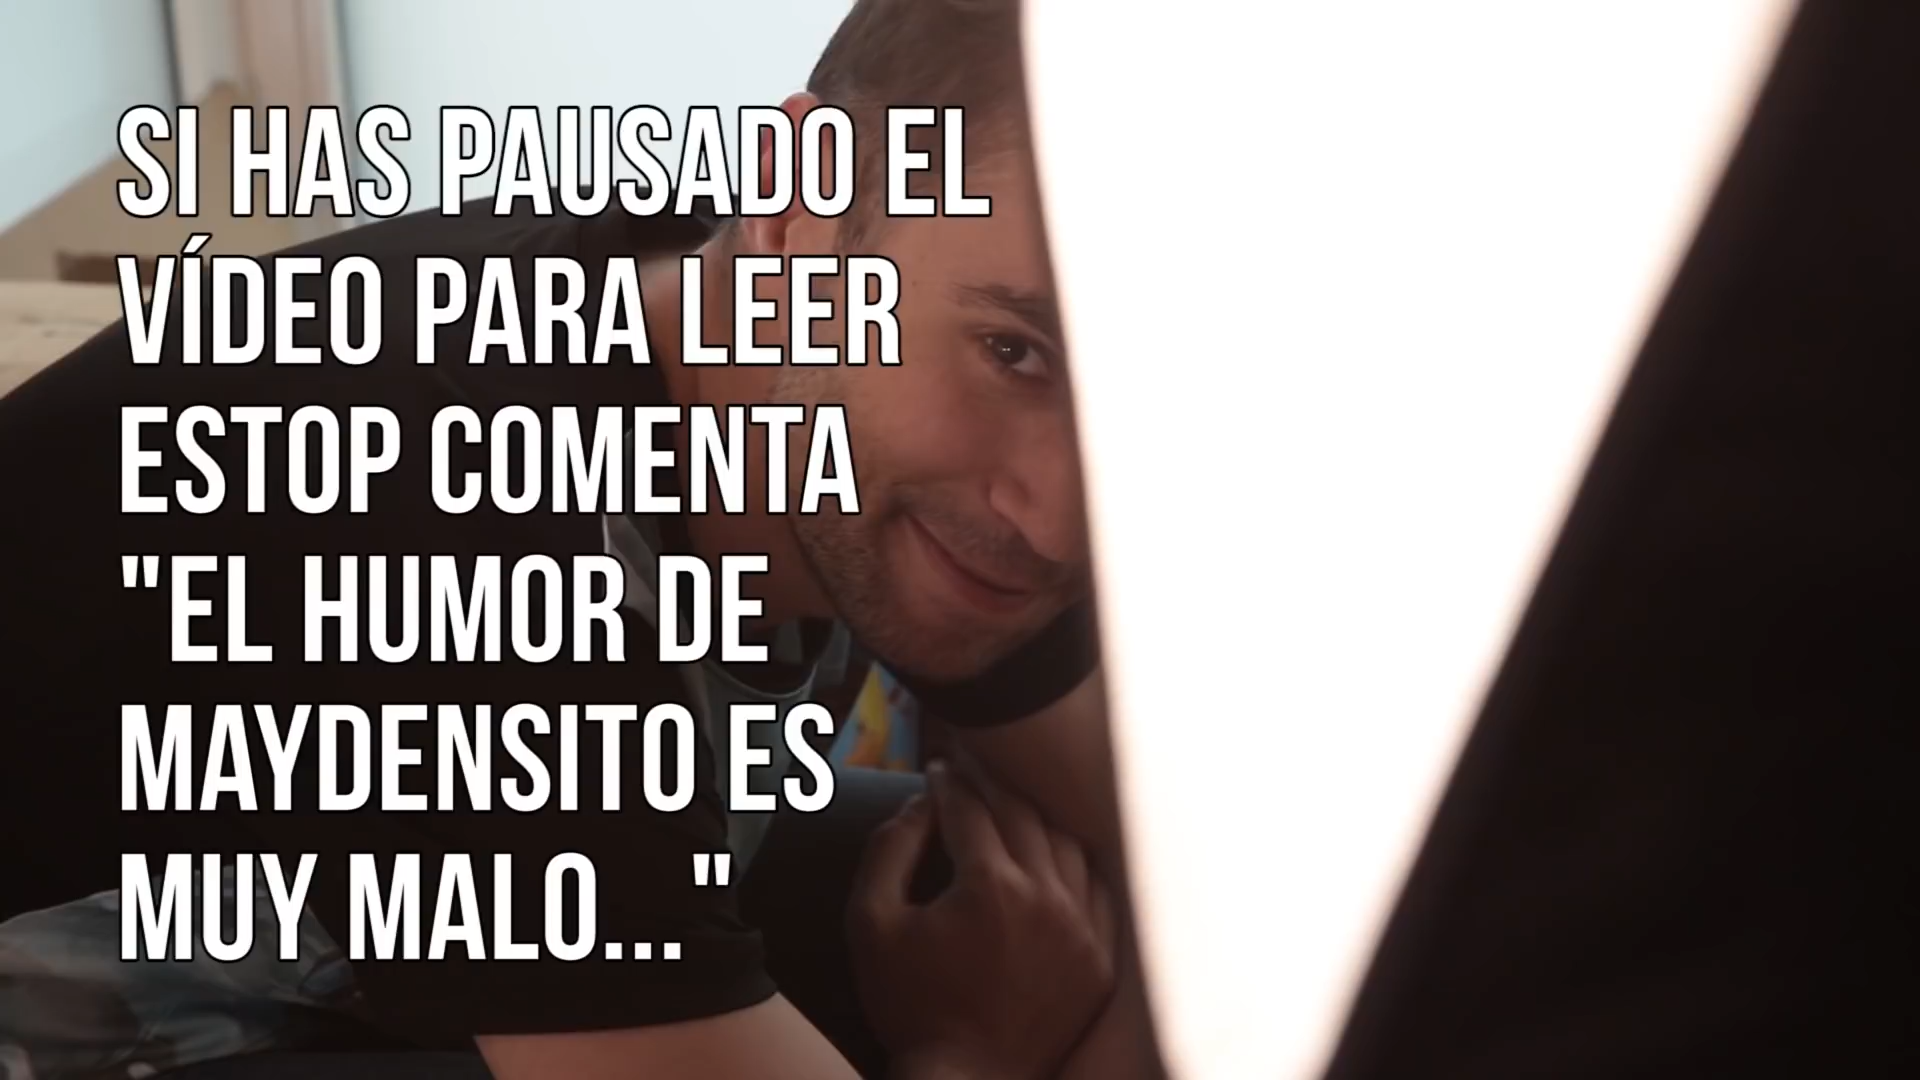 SI HAS PAUSADO EL
VÍDEO PARA LEER
ESTOP COMENTA
"EL HUMOR DE
MAYDENSITO ES
MUY MALO..."